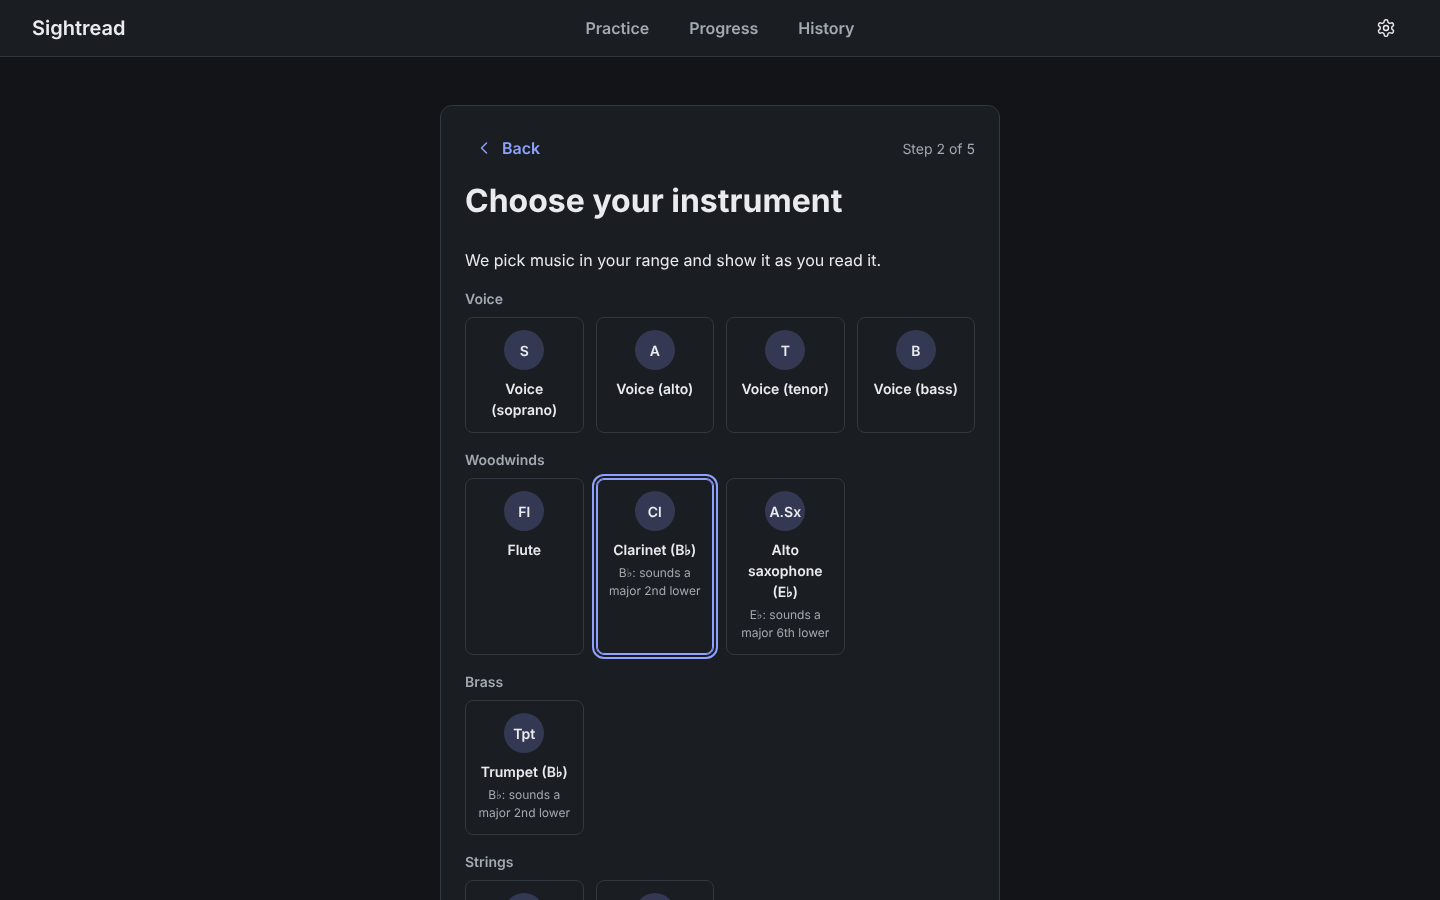 Sightread
Practice
Progress
History
Back
Step 2 of 5
Choose your instrument
We pick music in your range and show it as you read it.
Voice
S
Voice
(soprano)
A
Voice (alto)
T
Voice (tenor)
B
Voice (bass)
Woodwinds
Fl
Flute
Cl
Clarinet (B♭)
B♭: sounds a
major 2nd lower
A.Sx
Alto
saxophone
(E♭)
E♭: sounds a
major 6th lower
Brass
Tpt
Trumpet (B♭)
B♭: sounds a
major 2nd lower
Strings